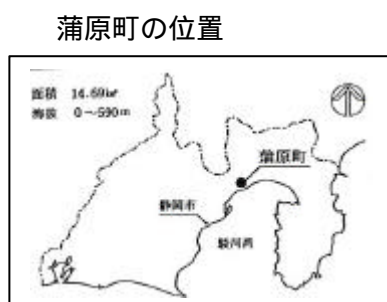 蒲原町の位置
面積 14.69㎢
海抜 0～590m
蒲原町
静岡市
駿河湾